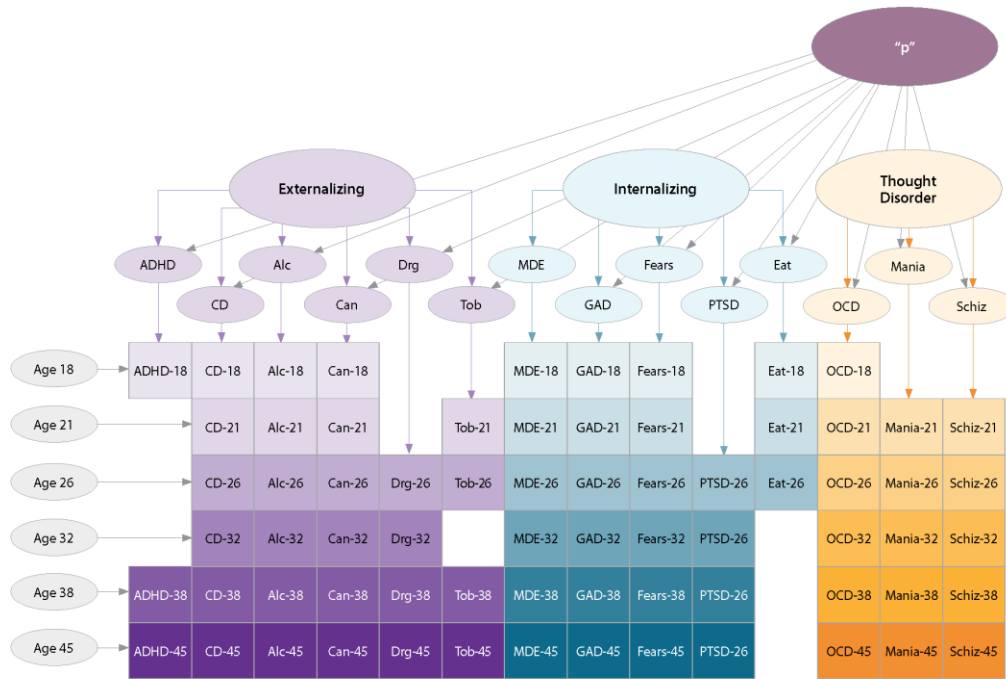 “p”
Externalizing
Internalizing
Thought
Disorder
ADHD
Alc
Drg
MDE
Fears
Eat
Mania
CD
Can
Tob
GAD
PTSD
OCD
Schiz
Age 18 ADHD-18 CD-18 Alc-18 Can-18 MDE-18 GAD-18 Fears-18 Eat-18 OCD-18
Age 21 CD-21 Alc-21 Can-21 Tob-21 MDE-21 GAD-21 Fears-21 Eat-21 OCD-21 Mania-21 Schiz-21
Age 26 CD-26 Alc-26 Can-26 Drg-26 Tob-26 MDE-26 GAD-26 Fears-26 PTSD-26 Eat-26 OCD-26 Mania-26 Schiz-26
Age 32 CD-32 Alc-32 Can-32 Drg-32 MDE-32 GAD-32 Fears-32 PTSD-26 OCD-32 Mania-32 Schiz-32
Age 38 ADHD-38 CD-38 Alc-38 Can-38 Drg-38 Tob-38 MDE-38 GAD-38 Fears-38 PTSD-26 OCD-38 Mania-38 Schiz-38
Age 45 ADHD-45 CD-45 Alc-45 Can-45 Drg-45 Tob-45 MDE-45 GAD-45 Fears-45 PTSD-26 OCD-45 Mania-45 Schiz-45